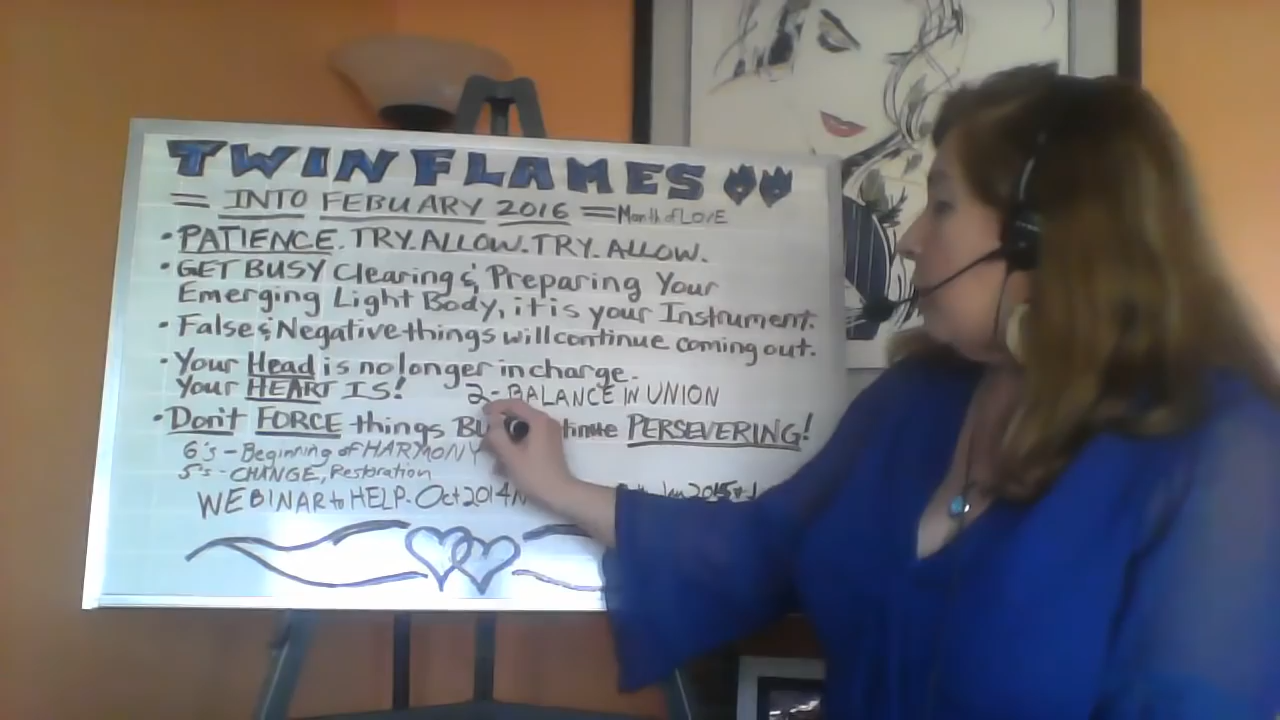 TWIN FLAMES
= INTO FEBUARY 2016 = Month of LOVE
• PATIENCE. TRY. ALLOW. TRY. ALLOW.
• GET BUSY Clearing & Preparing Your
Emerging Light Body, it is your Instrument.
• False & Negative things will continue coming out.
• Your Head is no longer in charge.
Your HEART IS! 2 - BALANCE IN UNION
• Don't FORCE things PERSEVERING!
6's - Beginning of HARMONY
5's - CHANGE, Restoration
WEBINAR to HELP - Oct 2014 Jan 2015